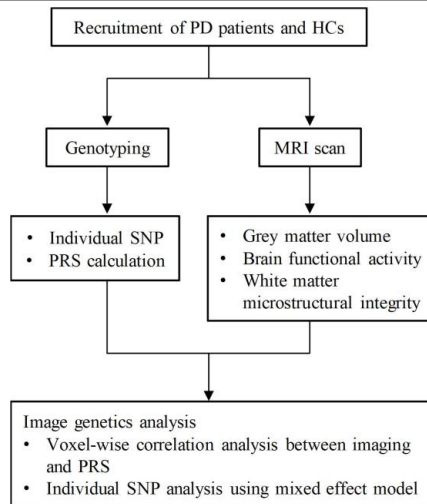 Recruitment of PD patients and HCs
Genotyping
MRI scan
• Individual SNP
• PRS calculation
• Grey matter volume
• Brain functional activity
• White matter
microstructural integrity
Image genetics analysis
• Voxel-wise correlation analysis between imaging
and PRS
• Individual SNP analysis using mixed effect model